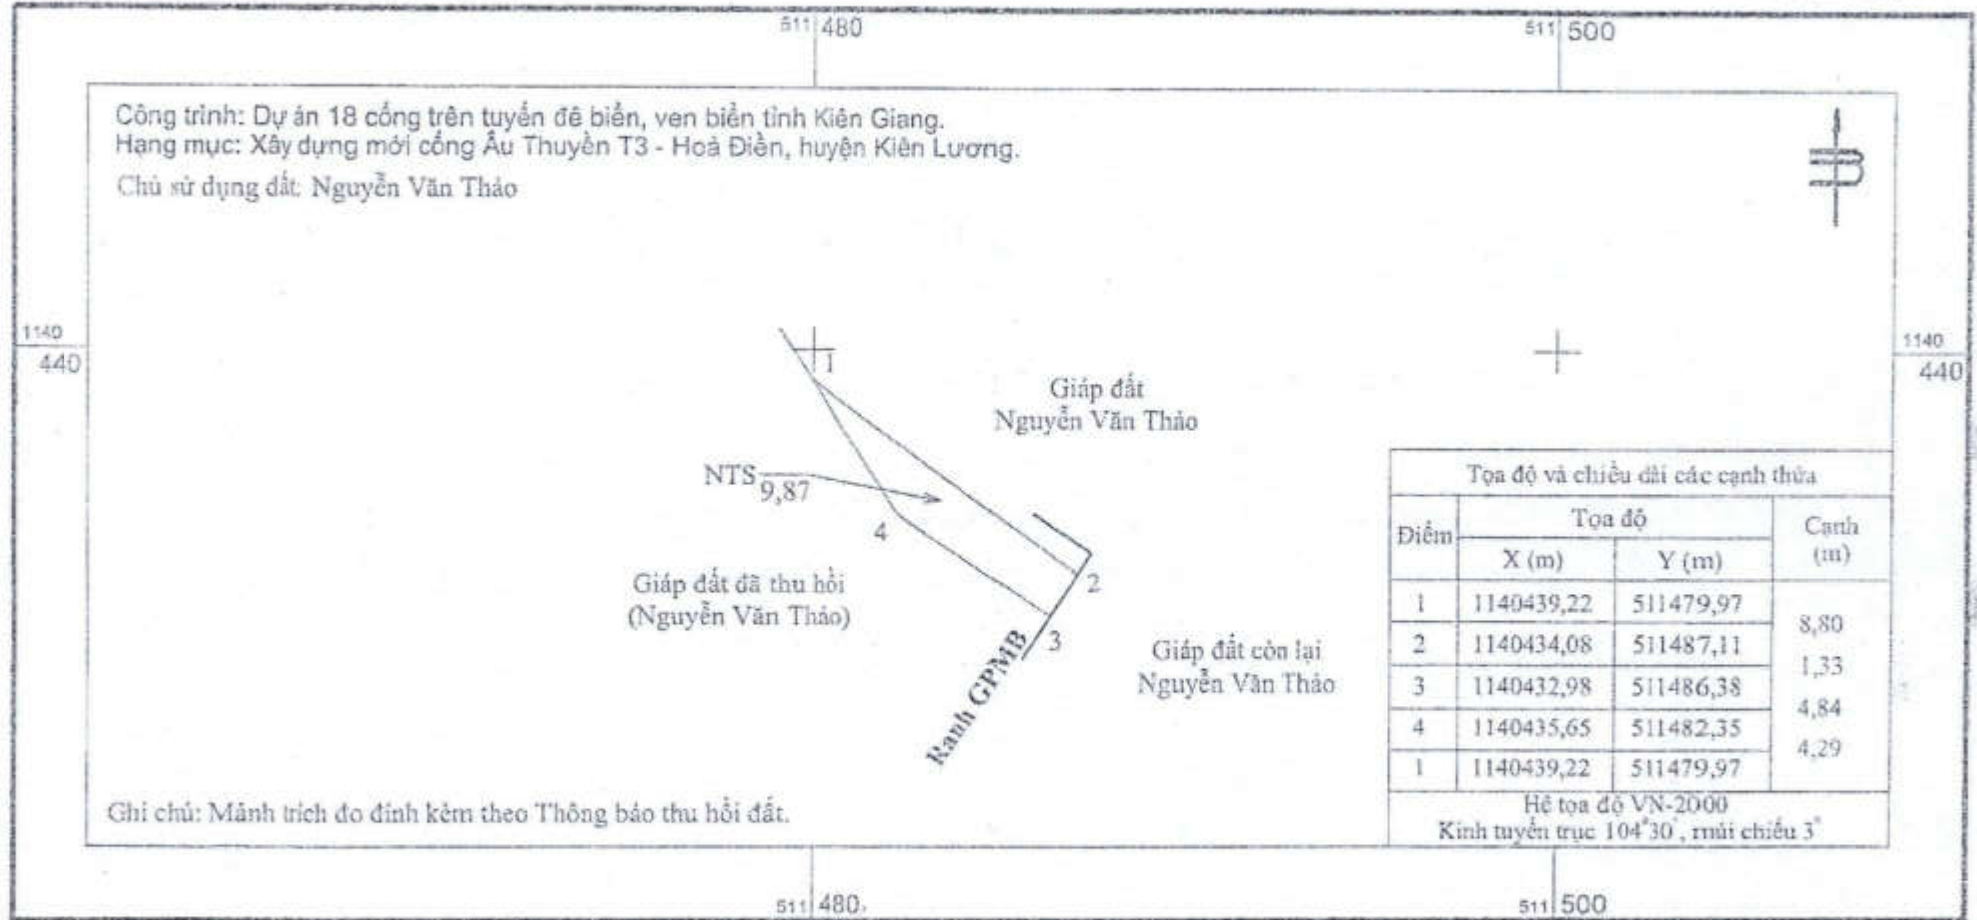 511 480
511 500
Công trình: Dự án 18 cống trên tuyến đê biển, ven biển tỉnh Kiên Giang.
Hạng mục: Xây dựng mới cống Âu Thuyền T3 - Hoà Điền, huyện Kiên Lương.
Chủ sử dụng đất: Nguyễn Văn Thảo
1140
440
1140
440
1
Giáp đất
Nguyễn Văn Thảo
NTS
9,87
4
2
3
Giáp đất đã thu hồi
(Nguyễn Văn Thảo)
Ranh GPMB
Giáp đất còn lại
Nguyễn Văn Thảo
Tọa độ và chiều dài các cạnh thửa
Điểm Tọa độ Cạnh (m)
X (m) Y (m)
1 1140439,22 511479,97
8,80
2 1140434,08 511487,11
1,33
3 1140432,98 511486,38
4,84
4 1140435,65 511482,35
4,29
1 1140439,22 511479,97
Hệ tọa độ VN-2000
Kinh tuyến trục 104°30', múi chiếu 3°
Ghi chú: Mảnh trích đo đính kèm theo Thông báo thu hồi đất.
511 480
511 500